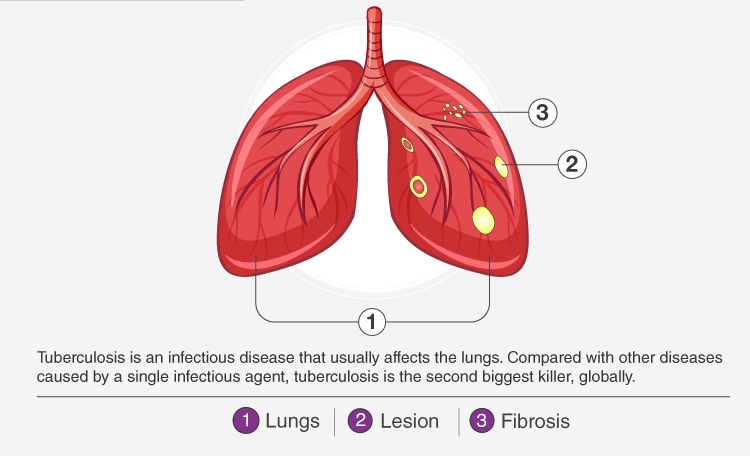 3
2
1
Tuberculosis is an infectious disease that usually affects the lungs. Compared with other diseases
caused by a single infectious agent, tuberculosis is the second biggest killer, globally.
1 Lungs 2 Lesion 3 Fibrosis